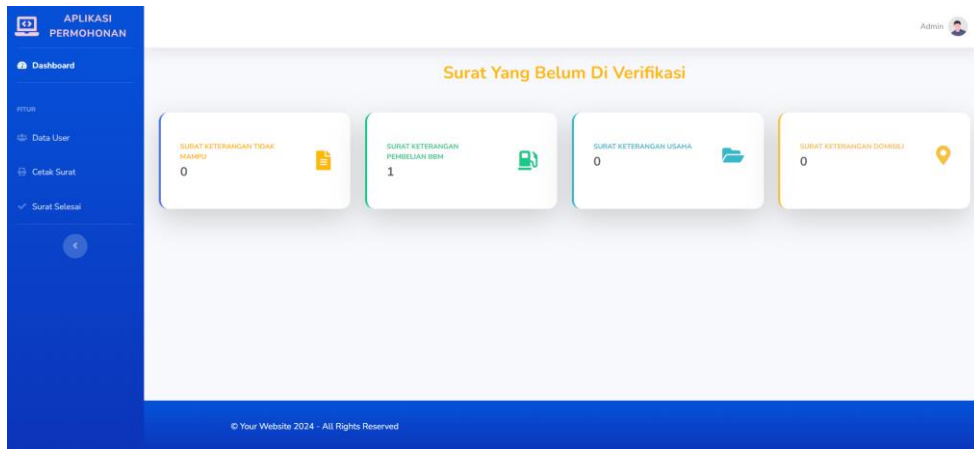 APLIKASI
PERMOHONAN
Admin
Dashboard
Surat Yang Belum Di Verifikasi
FITUR
Data User
Cetak Surat
Surat Selesai
SURAT KETERANGAN TIDAK
MAMPU
0
SURAT KETERANGAN
PEMBELIAN BBM
1
SURAT KETERANGAN USAHA
0
SURAT KETERANGAN DOMISILI
0
© Your Website 2024 - All Rights Reserved